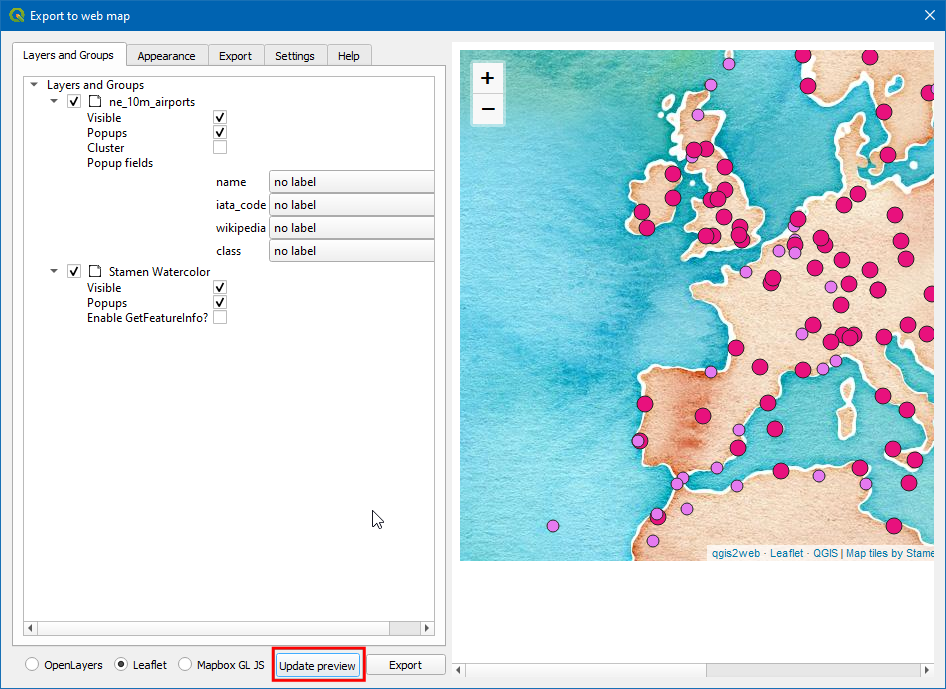 Export to web map
Layers and Groups
Appearance
Export
Settings
Help
Layers and Groups
ne_10m_airports
Visible
Popups
Cluster
Popup fields
name no label
iata_code no label
wikipedia no label
class no label
Stamen Watercolor
Visible
Popups
Enable GetFeatureInfo?
OpenLayers
Leaflet
Mapbox GL JS
Update preview
Export
+
−
qgis2web · Leaflet · QGIS | Map tiles by Stame